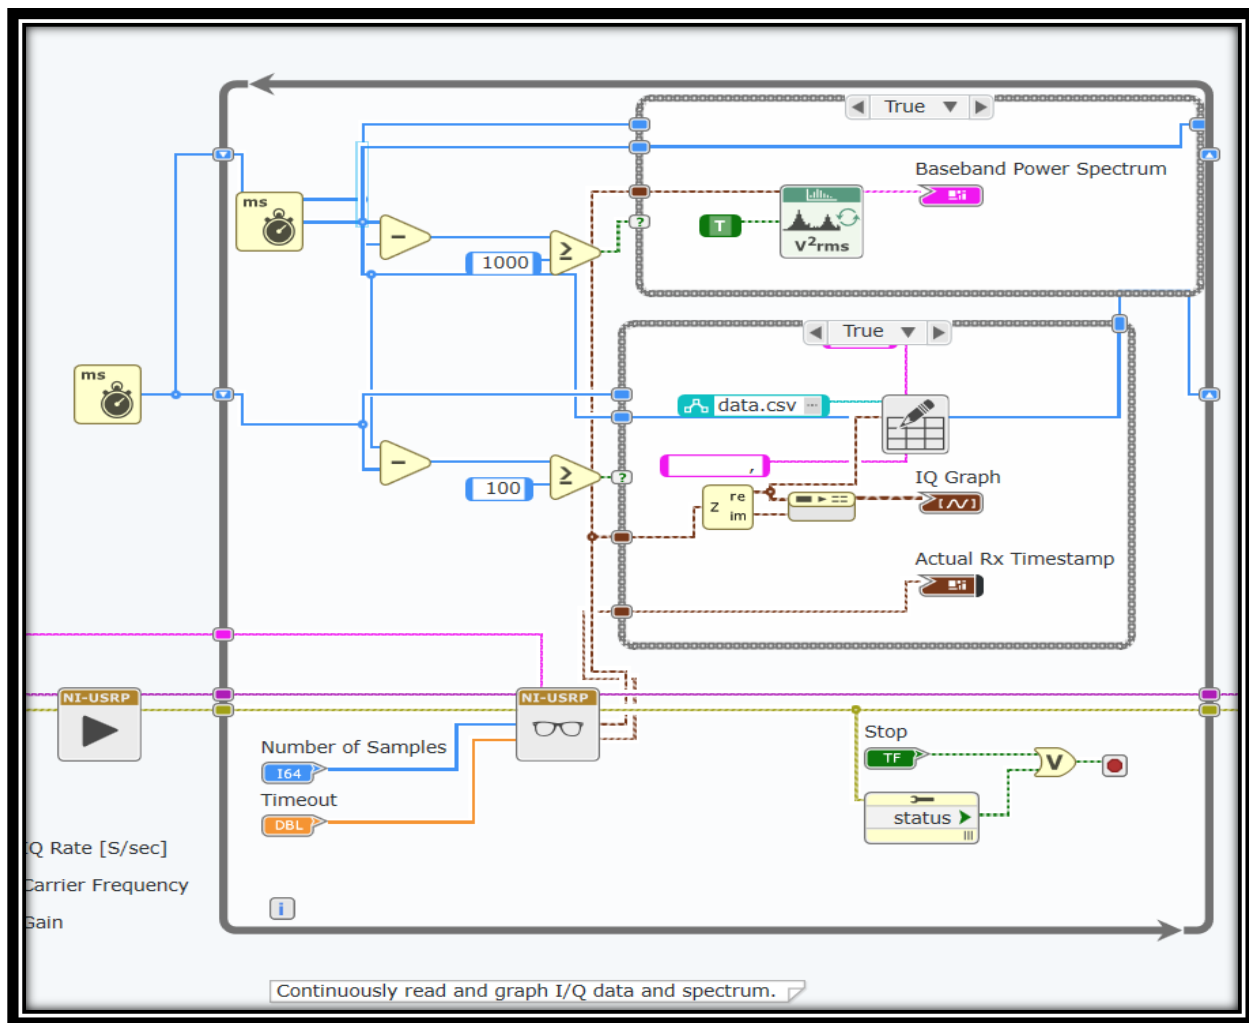 True
ms
Baseband Power Spectrum
?
T
1000
V²rms
True
ms
data.csv
,
IQ Graph
100
?
re
z
im
Actual Rx Timestamp
NI-USRP
NI-USRP
Number of Samples
I64
Stop
TF
V
Timeout
DBL
status
IQ Rate [S/sec]
Carrier Frequency
Gain
i
Continuously read and graph I/Q data and spectrum.